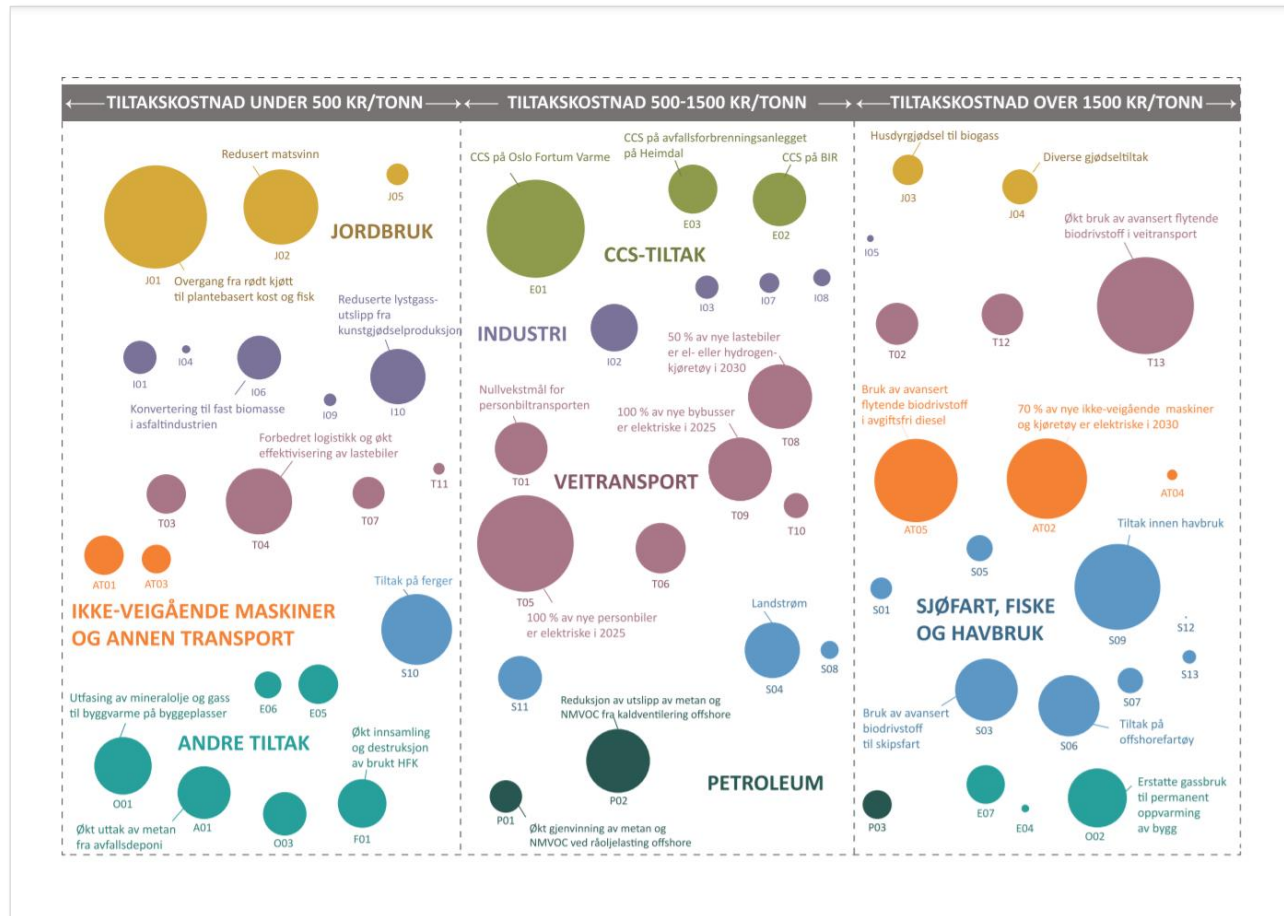 TILTAKSKOSTNAD UNDER 500 KR/TONN
TILTAKSKOSTNAD 500-1500 KR/TONN
TILTAKSKOSTNAD OVER 1500 KR/TONN
Redusert matsvinn
J05
J02
JORDBRUK
J01
Overgang fra rødt kjøtt
til plantebasert kost og fisk
Reduserte lystgass-
utslipp fra
kunstgjødselproduksjon
I01
I04
I06
I09
I10
Konvertering til fast biomasse
i asfaltindustrien
Forbedret logistikk og økt
effektivisering av lastebiler
T11
T03
T04
T07
AT01
AT03
IKKE-VEIGÅENDE MASKINER
OG ANNEN TRANSPORT
Tiltak på ferger
S10
E06
E05
Utfasing av mineralolje og gass
til byggvarme på byggeplasser
ANDRE TILTAK
Økt innsamling
og destruksjon
av brukt HFK
O01
A01
O03
F01
Økt uttak av metan
fra avfallsdeponi
CCS på Oslo Fortum Varme
CCS på avfallsforbrenningsanlegget
på Heimdal
CCS på BIR
E03
E02
CCS-TILTAK
E01
I03
I07
I08
INDUSTRI
I02
50 % av nye lastebiler
er el- eller hydrogen-
kjøretøy i 2030
Nullvekstmål for
personbiltransporten
100 % av nye bybusser
er elektriske i 2025
T08
T01
VEITRANSPORT
T09
T10
T06
T05
100 % av nye personbiler
er elektriske i 2025
Landstrøm
S11
S04
S08
Reduksjon av utslipp av metan og
NMVOC fra kaldventilering offshore
PETROLEUM
P02
P01
Økt gjenvinning av metan og
NMVOC ved råoljelasting offshore
Husdyrgjødsel til biogass
Diverse gjødseltiltak
J03
J04
Økt bruk av avansert flytende
biodrivstoff i veitransport
I05
T02
T12
T13
Bruk av avansert
flytende biodrivstoff
i avgiftsfri diesel
70 % av nye ikke-veigående maskiner
og kjøretøy er elektriske i 2030
AT04
AT05
AT02
Tiltak innen havbruk
S05
S01
SJØFART, FISKE
OG HAVBRUK
S12
S09
S13
S07
Bruk av avansert
biodrivstoff
til skipsfart
S03
S06
Tiltak på
offshorefartøy
P03
E07
E04
O02
Erstatte gassbruk
til permanent
oppvarming
av bygg